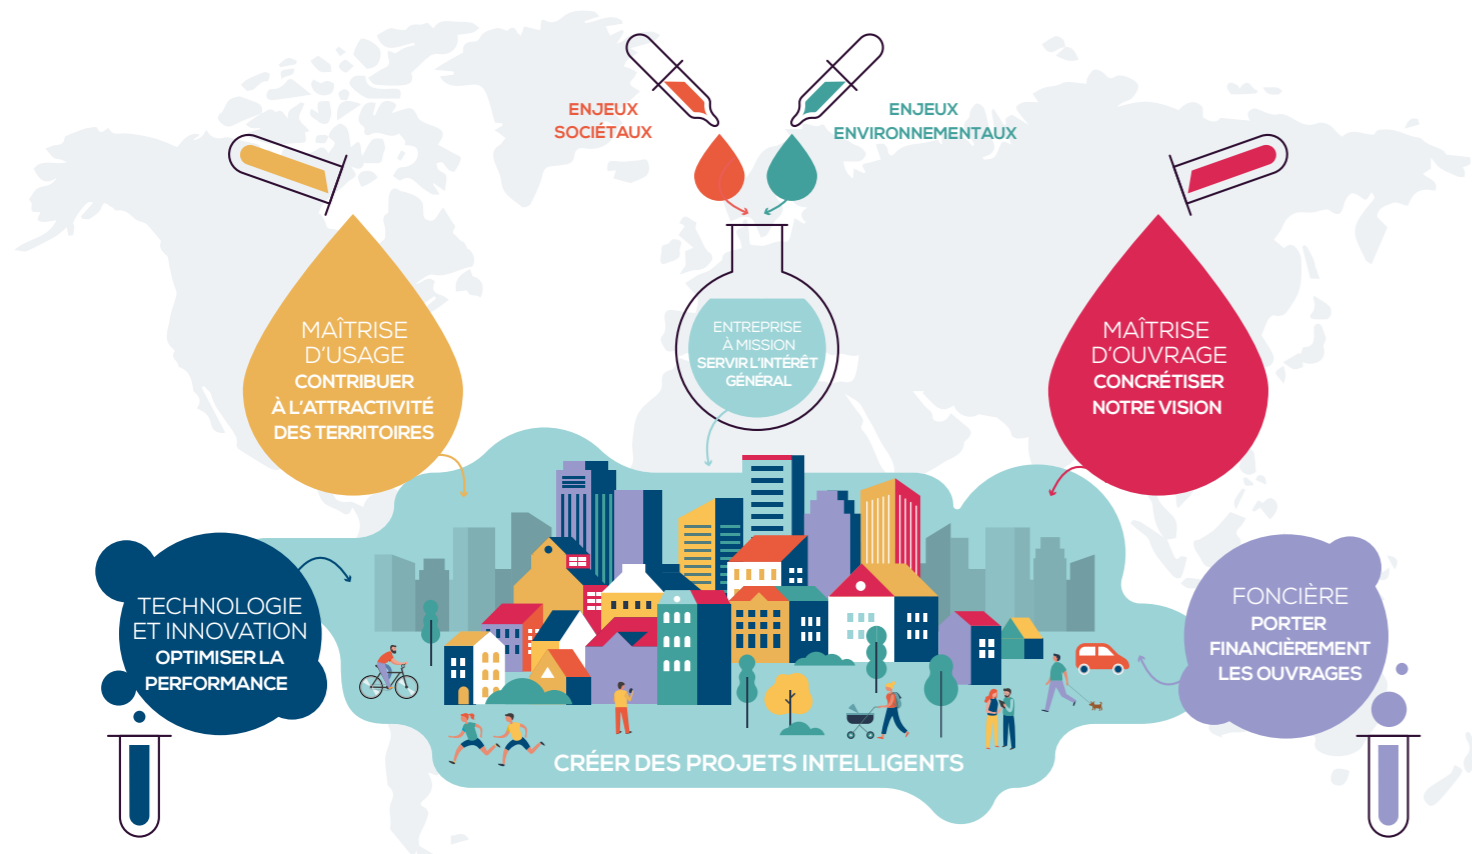 ENJEUX
SOCIÉTAUX
ENJEUX
ENVIRONNEMENTAUX
MAÎTRISE
D'USAGE
CONTRIBUER
À L'ATTRACTIVITÉ
DES TERRITOIRES
ENTREPRISE
À MISSION
SERVIR L'INTÉRÊT
GÉNÉRAL
MAÎTRISE
D'OUVRAGE
CONCRÉTISER
NOTRE VISION
TECHNOLOGIE
ET INNOVATION
OPTIMISER LA
PERFORMANCE
FONCIÈRE
PORTER
FINANCIÈREMENT
LES OUVRAGES
CRÉER DES PROJETS INTELLIGENTS